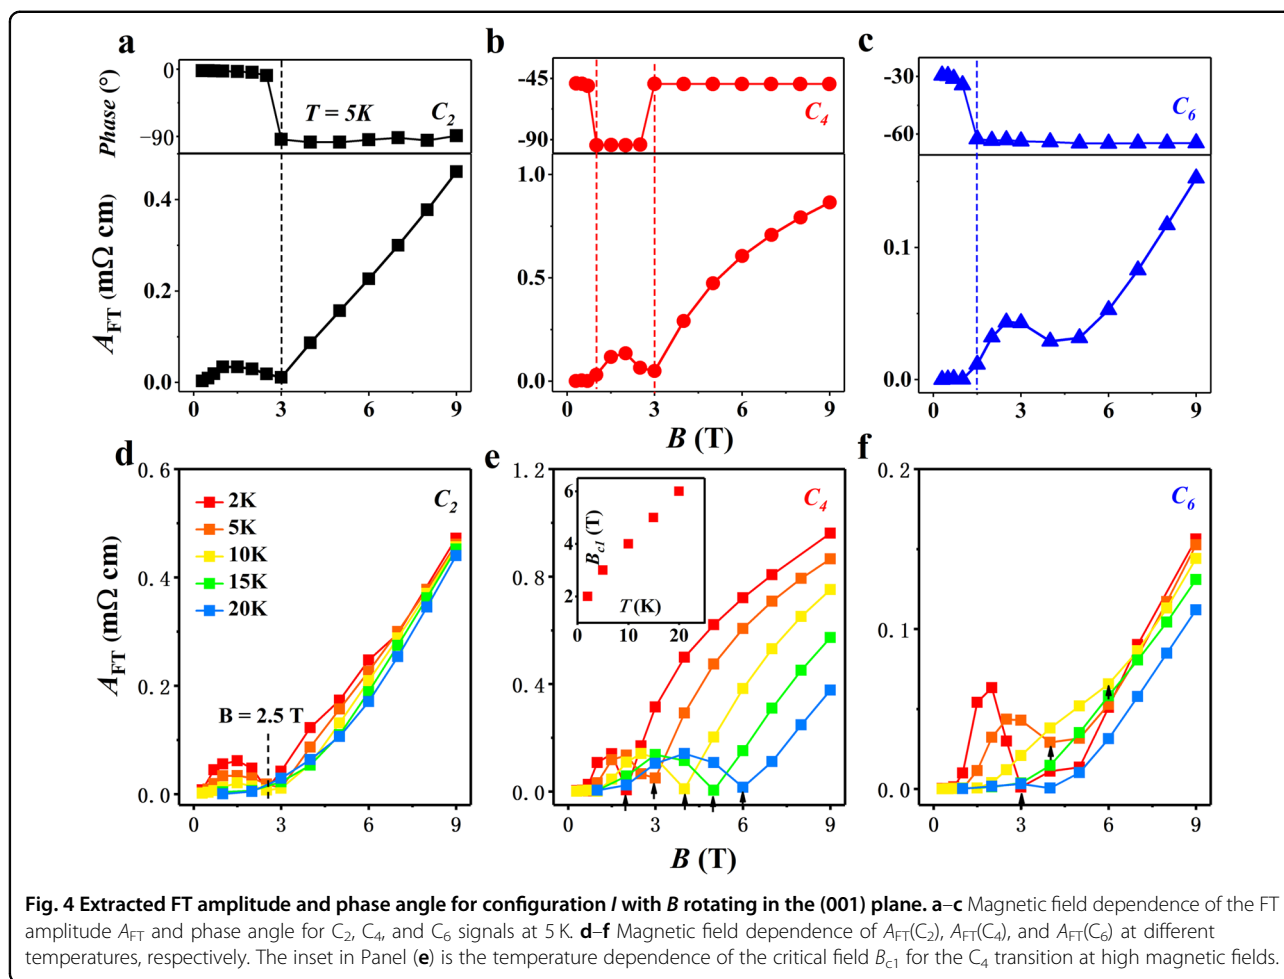 a
b
c
0
−90
Phase (°)
T = 5K
C2
-45
-90
C4
-30
-60
C6
0.4
0.2
0.0
AFT (mΩ cm)
1.0
0.5
0.0
0.1
0.0
0 3 6 9
0 3 6 9
0 3 6 9
B (T)
d
e
f
0.6
0.4
0.2
0.0
AFT (mΩ cm)
C2
2K
5K
10K
15K
20K
B = 2.5 T
0 3 6 9
1.2
0.9
0.6
0.3
0.0
C4
6
4
2
Bc1 (T)
T (K)
0 10 20
0 3 6 9
0.2
0.1
0.0
C6
0 3 6 9
B (T)
Fig. 4 Extracted FT amplitude and phase angle for configuration I with B rotating in the (001) plane. a–c Magnetic field dependence of the FT
amplitude AFT and phase angle for C2, C4, and C6 signals at 5 K. d–f Magnetic field dependence of AFT(C2), AFT(C4), and AFT(C6) at different
temperatures, respectively. The inset in Panel (e) is the temperature dependence of the critical field Bc1 for the C4 transition at high magnetic fields.